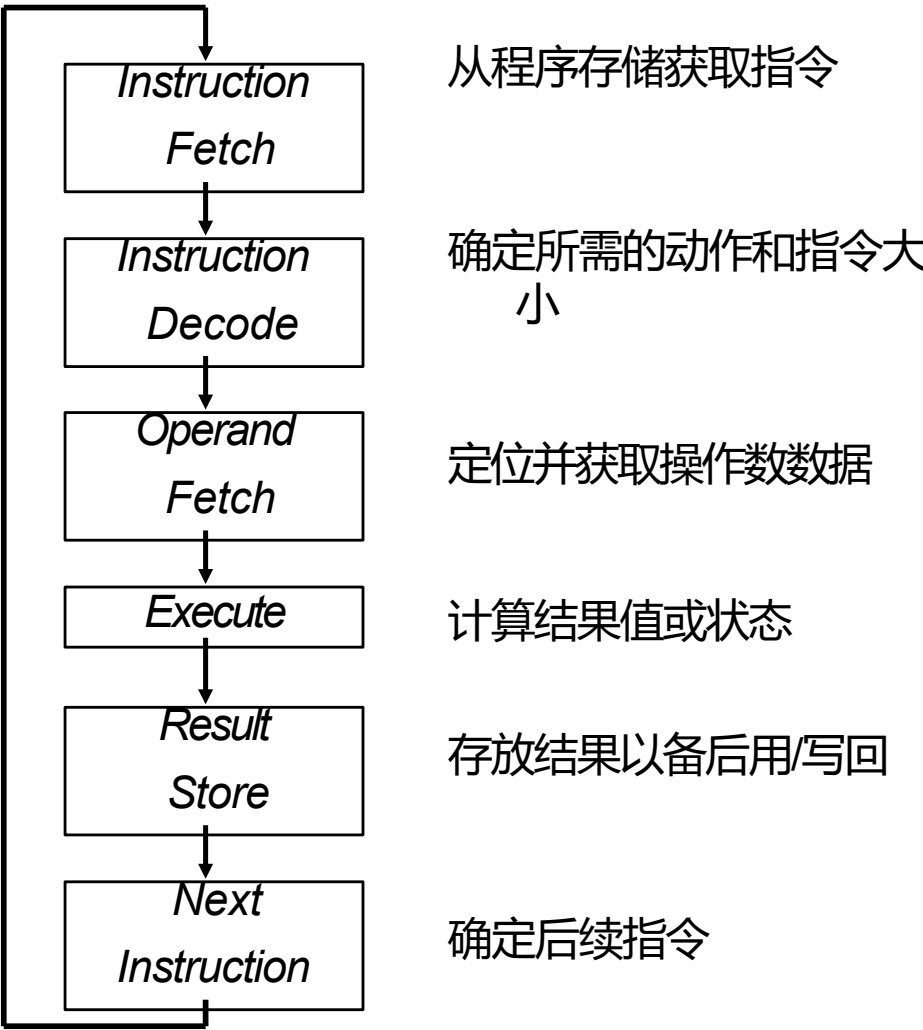 Instruction
Fetch
从程序存储获取指令
Instruction
Decode
确定所需的动作和指令大
小
Operand
Fetch
定位并获取操作数数据
Execute
计算结果值或状态
Result
Store
存放结果以备后用/写回
Next
Instruction
确定后续指令